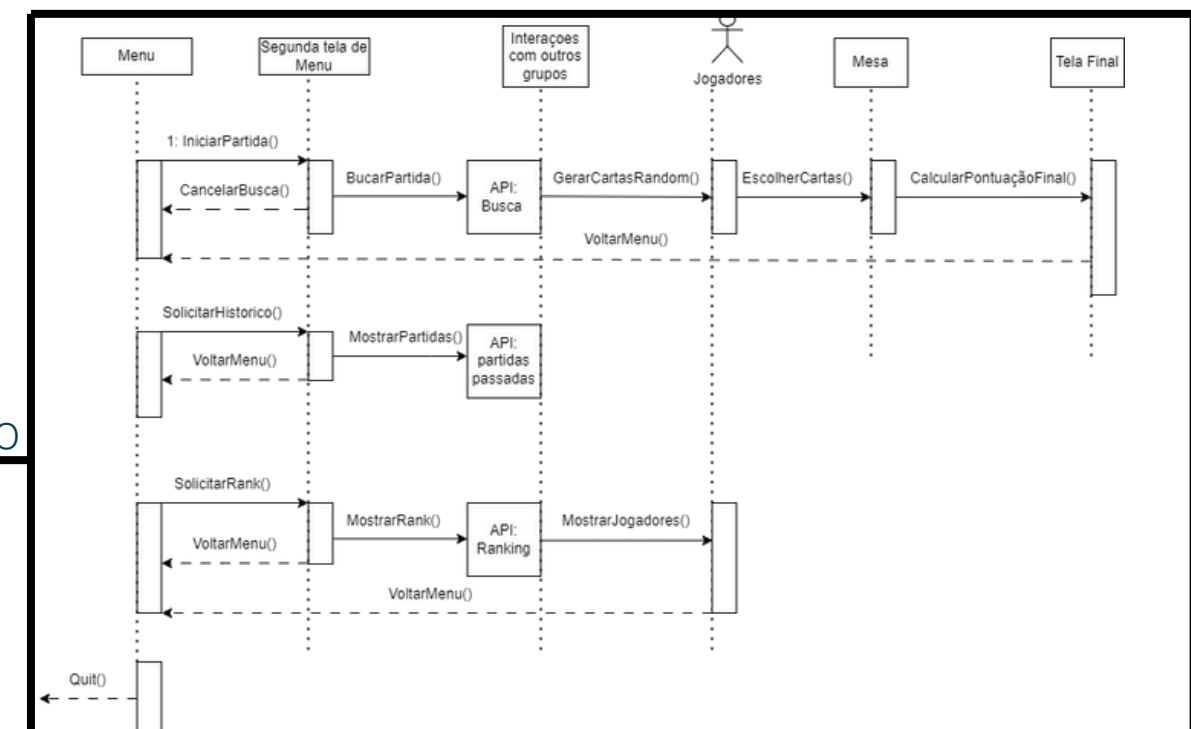 Menu
Segunda tela de
Menu
Interaçoes
com outros
grupos
Jogadores
Mesa
Tela Final
1: IniciarPartida()
CancelarBusca()
BucarPartida()
API:
Busca
GerarCartasRandom()
EscolherCartas()
CalcularPontuaçãoFinal()
VoltarMenu()
SolicitarHistorico()
VoltarMenu()
MostrarPartidas()
API:
partidas
passadas
O
SolicitarRank()
VoltarMenu()
MostrarRank()
API:
Ranking
MostrarJogadores()
VoltarMenu()
Quit()